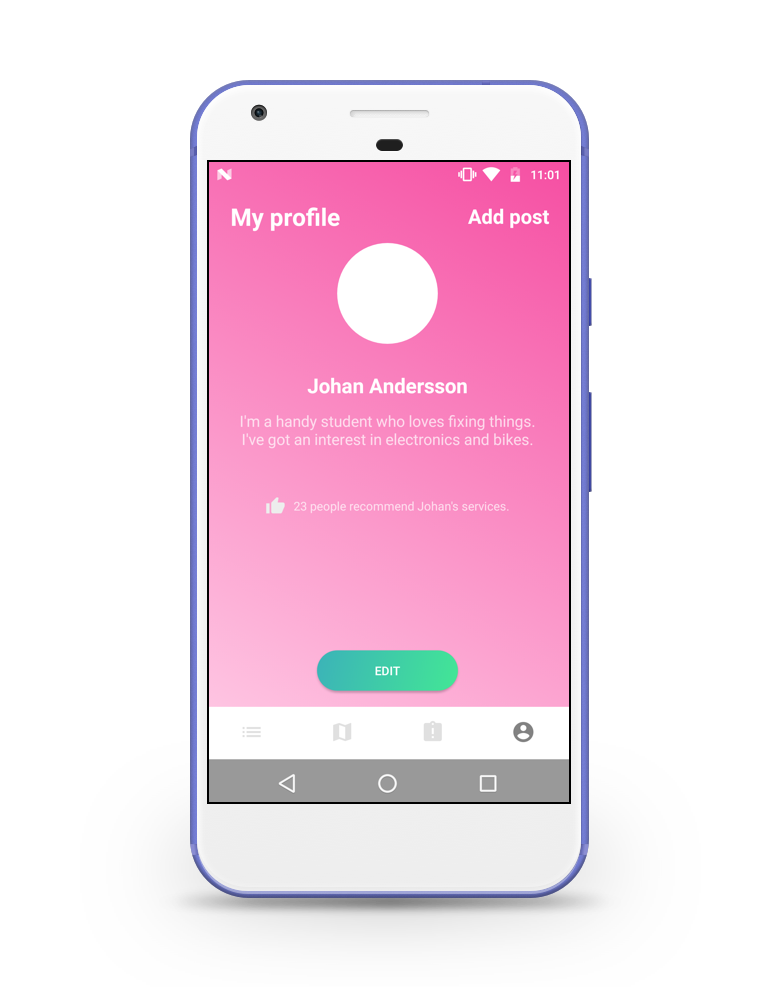 11:01
My profile
Add post
Johan Andersson
I'm a handy student who loves fixing things.
I've got an interest in electronics and bikes.
23 people recommend Johan's services.
EDIT